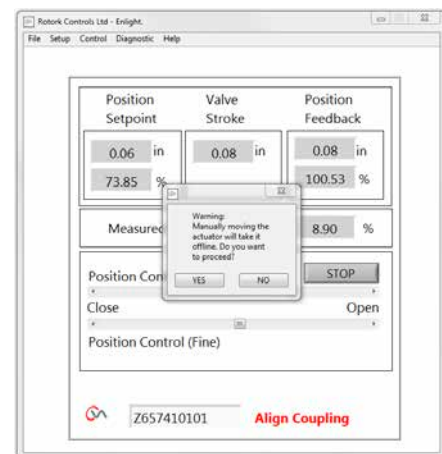 Rotork Controls Ltd - Enlight.
File Setup Control Diagnostic Help
Position Setpoint
Valve Stroke
Position Feedback
0.06 in
0.08 in
0.08 in
73.85 %
100.53 %
Warning:
Manually moving the
actuator will take it
offline. Do you want
to proceed?
YES NO
Measured
8.90 %
STOP
Close Open
Position Control (Fine)
Z657410101 Align Coupling